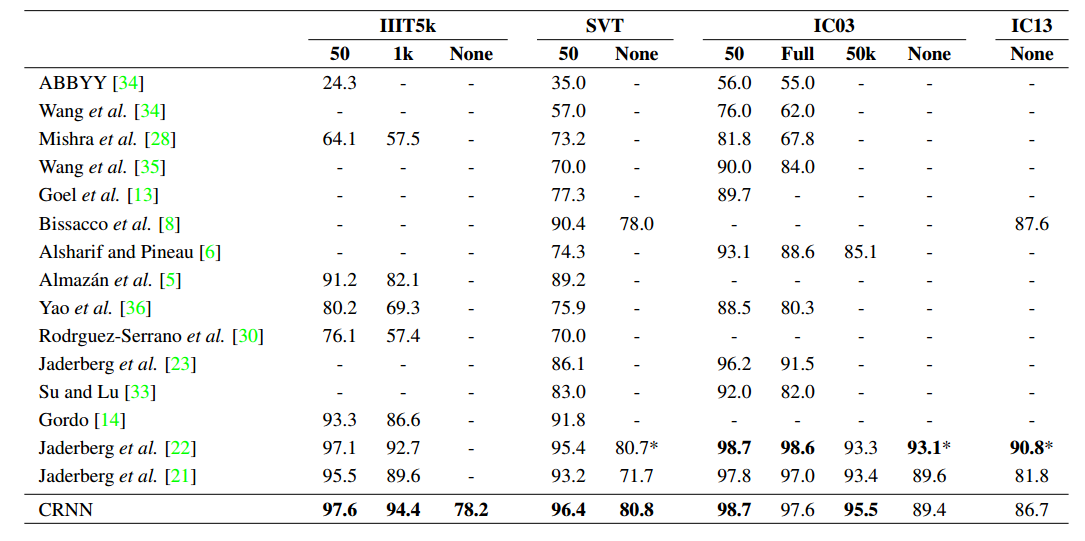 IIIT5k SVT IC03 IC13
50 1k None 50 None 50 Full 50k None None
ABBYY [34] 24.3 - - 35.0 - 56.0 55.0 - - -
Wang et al. [34] - - - 57.0 - 76.0 62.0 - - -
Mishra et al. [28] 64.1 57.5 - 73.2 - 81.8 67.8 - - -
Wang et al. [35] - - - 70.0 - 90.0 84.0 - - -
Goel et al. [13] - - - 77.3 - 89.7 - - - -
Bissacco et al. [8] - - - 90.4 78.0 - - - - 87.6
Alsharif and Pineau [6] - - - 74.3 - 93.1 88.6 85.1 - -
Almazán et al. [5] 91.2 82.1 - 89.2 - - - - - -
Yao et al. [36] 80.2 69.3 - 75.9 - 88.5 80.3 - - -
Rodrguez-Serrano et al. [30] 76.1 57.4 - 70.0 - - - - - -
Jaderberg et al. [23] - - - 86.1 - 96.2 91.5 - - -
Su and Lu [33] - - - 83.0 - 92.0 82.0 - - -
Gordo [14] 93.3 86.6 - 91.8 - - - - - -
Jaderberg et al. [22] 97.1 92.7 - 95.4 80.7* 98.7 98.6 93.3 93.1* 90.8*
Jaderberg et al. [21] 95.5 89.6 - 93.2 71.7 97.8 97.0 93.4 89.6 81.8
CRNN 97.6 94.4 78.2 96.4 80.8 98.7 97.6 95.5 89.4 86.7